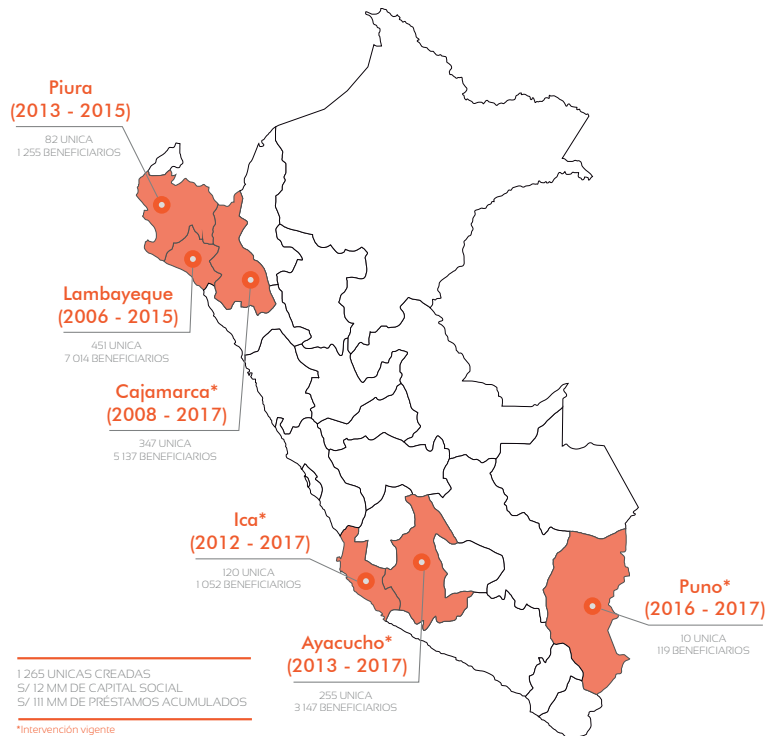 Piura
(2013 - 2015)
82 UNICA
1 255 BENEFICIARIOS
Lambayeque
(2006 - 2015)
451 UNICA
7 014 BENEFICIARIOS
Cajamarca*
(2008 - 2017)
347 UNICA
5 137 BENEFICIARIOS
Ica*
(2012 - 2017)
120 UNICA
1 052 BENEFICIARIOS
Ayacucho*
(2013 - 2017)
255 UNICA
3 147 BENEFICIARIOS
Puno*
(2016 - 2017)
10 UNICA
119 BENEFICIARIOS
1 265 UNICAS CREADAS
S/ 12 MM DE CAPITAL SOCIAL
S/ 111 MM DE PRÉSTAMOS ACUMULADOS
*Intervención vigente